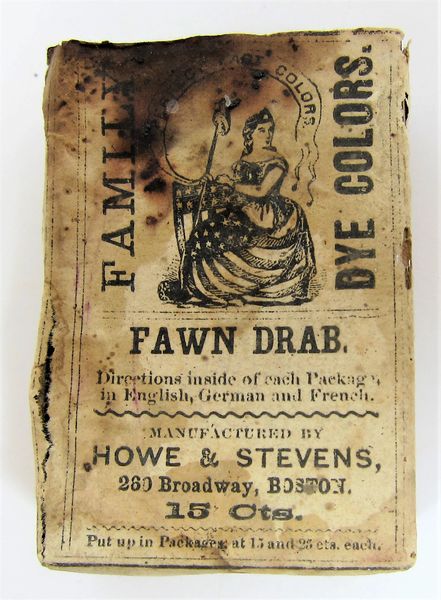 FAMILY
COLORS.
DYE COLORS.
FAWN DRAB.
Directions inside of each Package,
in English, German and French.
MANUFACTURED BY
HOWE & STEVENS,
260 Broadway, BOSTON.
15 Cts.
Put up in Packages at 15 and 25 cts. each.